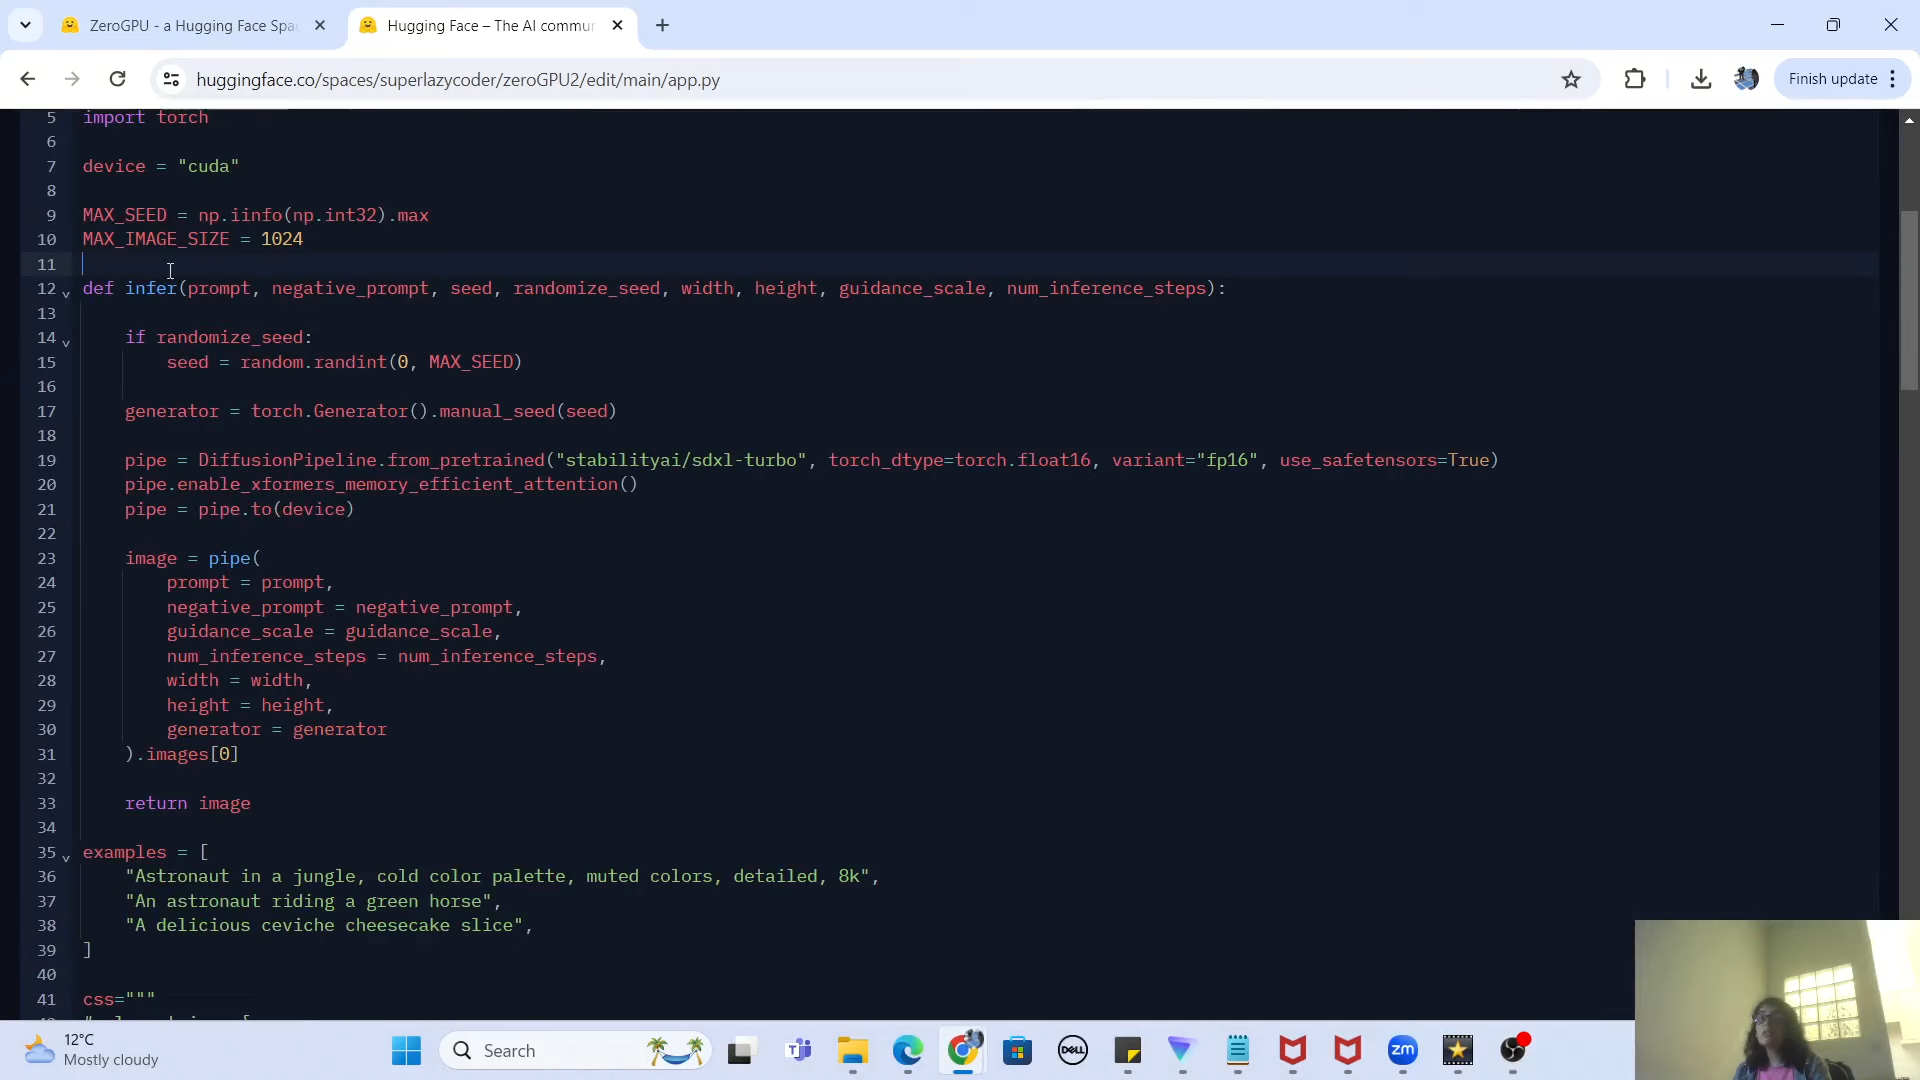 ZeroGPU - a Hugging Face Spa
Hugging Face – The AI commun
huggingface.co/spaces/superlazycoder/zeroGPU2/edit/main/app.py
Finish update
5 import torch
6
7 device = "cuda"
8
9 MAX_SEED = np.iinfo(np.int32).max
10 MAX_IMAGE_SIZE = 1024
11
12 def infer(prompt, negative_prompt, seed, randomize_seed, width, height, guidance_scale, num_inference_steps):
13
14 if randomize_seed:
15 seed = random.randint(0, MAX_SEED)
16
17 generator = torch.Generator().manual_seed(seed)
18
19 pipe = DiffusionPipeline.from_pretrained("stabilityai/sdxl-turbo", torch_dtype=torch.float16, variant="fp16", use_safetensors=True)
20 pipe.enable_xformers_memory_efficient_attention()
21 pipe = pipe.to(device)
22
23 image = pipe(
24 prompt = prompt,
25 negative_prompt = negative_prompt,
26 guidance_scale = guidance_scale,
27 num_inference_steps = num_inference_steps,
28 width = width,
29 height = height,
30 generator = generator
31 ).images[0]
32
33 return image
34
35 examples = [
36 "Astronaut in a jungle, cold color palette, muted colors, detailed, 8k",
37 "An astronaut riding a green horse",
38 "A delicious ceviche cheesecake slice",
39 ]
40
41 css="""
12°C
Mostly cloudy
Search
DELL
zm